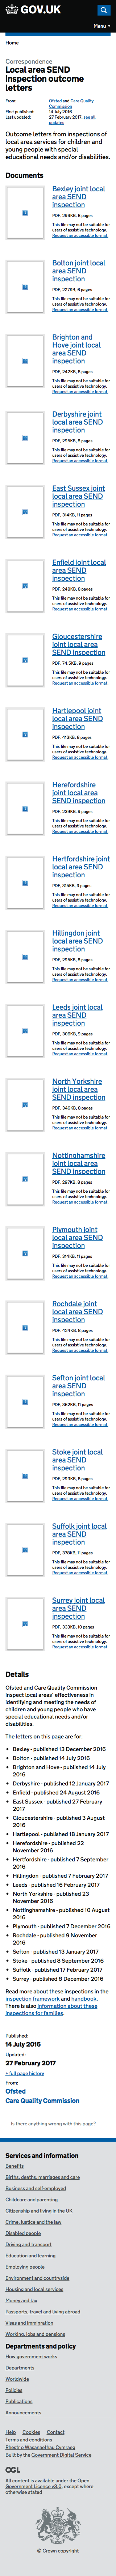 GOV.UK
Menu
Home
Correspondence
Local area SEND
inspection outcome
letters
From:
Ofsted and Care Quality
Commission
First published:
14 July 2016
Last updated:
27 February 2017, see all
updates
Outcome letters from inspections of
services for children with special
educational needs and/or disabilities.
Documents
Bexley joint local
area SEND
inspection
PDF, 299KB, 8 pages
This file may not be suitable for
users of assistive technology.
Request an accessible format.
Bolton joint local
area SEND
inspection
PDF, 227KB, 8 pages
This file may not be suitable for
users of assistive technology.
Request an accessible format.
Brighton and
Hove joint local
area SEND
inspection
PDF, 242KB, 8 pages
This file may not be suitable for
users of assistive technology.
Request an accessible format.
Derbyshire joint
local area SEND
inspection
PDF, 295KB, 8 pages
This file may not be suitable for
users of assistive technology.
Request an accessible format.
East Sussex joint
local area SEND
inspection
PDF, 314KB, 11 pages
This file may not be suitable for
users of assistive technology.
Request an accessible format.
Enfield joint local
area SEND
inspection
PDF, 248KB, 8 pages
This file may not be suitable for
users of assistive technology.
Request an accessible format.
Gloucestershire
joint local area
SEND inspection
PDF, 74.5KB, 9 pages
This file may not be suitable for
users of assistive technology.
Request an accessible format.
Hartlepool joint
local area SEND
inspection
PDF, 413KB, 8 pages
This file may not be suitable for
users of assistive technology.
Request an accessible format.
Herefordshire
joint local area
SEND inspection
PDF, 239KB, 9 pages
This file may not be suitable for
users of assistive technology.
Request an accessible format.
Hertfordshire joint
local area SEND
inspection
PDF, 315KB, 8 pages
This file may not be suitable for
users of assistive technology.
Request an accessible format.
Hillingdon joint
local area SEND
inspection
PDF, 295KB, 8 pages
This file may not be suitable for
users of assistive technology.
Request an accessible format.
Leeds joint local
area SEND
inspection
PDF, 306KB, 9 pages
This file may not be suitable for
users of assistive technology.
Request an accessible format.
North Yorkshire
joint local area
SEND inspection
PDF, 346KB, 8 pages
This file may not be suitable for
users of assistive technology.
Request an accessible format.
Nottinghamshire
joint local area
SEND inspection
PDF, 297KB, 8 pages
This file may not be suitable for
users of assistive technology.
Request an accessible format.
Plymouth joint
local area SEND
inspection
PDF, 314KB, 11 pages
This file may not be suitable for
users of assistive technology.
Request an accessible format.
Rochdale joint
local area SEND
inspection
PDF, 434KB, 8 pages
This file may not be suitable for
users of assistive technology.
Request an accessible format.
Sefton joint local
area SEND
inspection
PDF, 362KB, 11 pages
This file may not be suitable for
users of assistive technology.
Request an accessible format.
Stoke joint local
area SEND
inspection
PDF, 299KB, 8 pages
This file may not be suitable for
users of assistive technology.
Request an accessible format.
Suffolk joint local
area SEND
inspection
PDF, 378KB, 11 pages
This file may not be suitable for
users of assistive technology.
Request an accessible format.
Surrey joint local
area SEND
inspection
PDF, 333KB, 10 pages
This file may not be suitable for
users of assistive technology.
Request an accessible format.
Details
Ofsted and Care Quality Commission
inspect local areas' effectiveness in
identifying and meeting the needs of
children and young people who have
special educational needs and/or
disabilities.
The letters on this page are for:
• Bexley - published 13 December 2016
• Bolton - published 14 July 2016
• Brighton and Hove - published 14 July
2016
• Derbyshire - published 12 January 2017
• Enfield - published 24 August 2016
• East Sussex - published 27 February
2017
• Gloucestershire - published 3 August
2016
• Hartlepool - published 18 January 2017
• Herefordshire - published 22
November 2016
• Hertfordshire - published 7 September
2016
• Hillingdon - published 7 February 2017
• Leeds - published 16 February 2017
• North Yorkshire - published 23
November 2016
• Nottinghamshire - published 10 August
2016
• Plymouth - published 7 December 2016
• Rochdale - published 9 November
2016
• Sefton - published 13 January 2017
• Stoke - published 8 September 2016
• Suffolk - published 17 February 2017
• Surrey - published 8 December 2016
Read more about these inspections in the
inspection framework and handbook.
There is also information about these
inspections for families.
Published:
14 July 2016
Updated:
27 February 2017
+ full page history
From:
Ofsted
Care Quality Commission
Is there anything wrong with this page?
Services and information
Benefits
Births, deaths, marriages and care
Business and self-employed
Childcare and parenting
Citizenship and living in the UK
Crime, justice and the law
Disabled people
Driving and transport
Education and learning
Employing people
Environment and countryside
Housing and local services
Money and tax
Passports, travel and living abroad
Visas and immigration
Working, jobs and pensions
Departments and policy
How government works
Departments
Worldwide
Policies
Publications
Announcements
Help Cookies Contact
Terms and conditions
Rhestr o Wasanaethau Cymraeg
Built by the Government Digital Service
OGL
All content is available under the Open
Government Licence v3.0, except where
otherwise stated
© Crown copyright